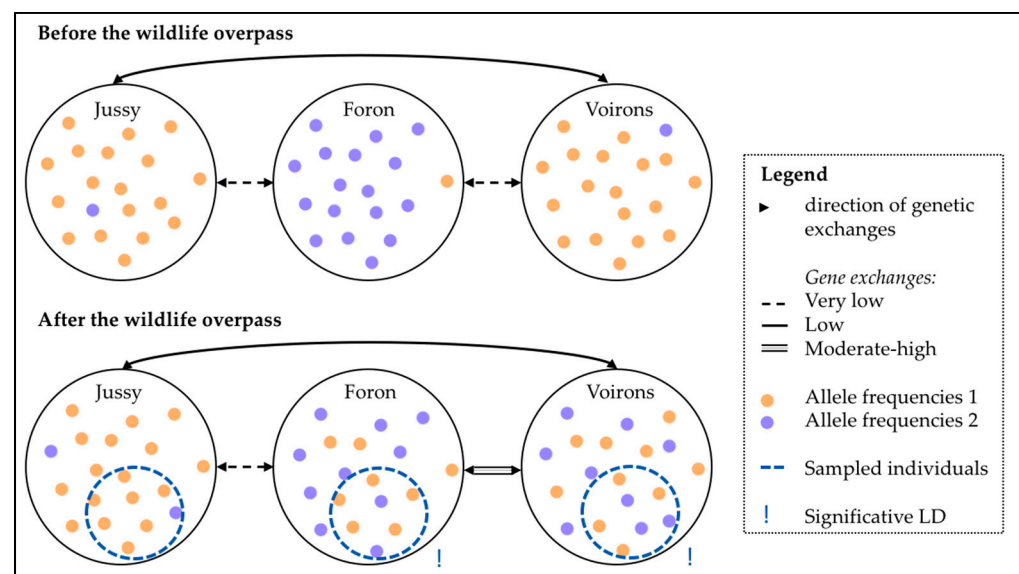 Before the wildlife overpass
Jussy
Foron
Voirons
After the wildlife overpass
Jussy
Foron
Voirons
!
!
Legend
direction of genetic
exchanges
Gene exchanges:
Very low
Low
Moderate-high
Allele frequencies 1
Allele frequencies 2
Sampled individuals
! Significative LD